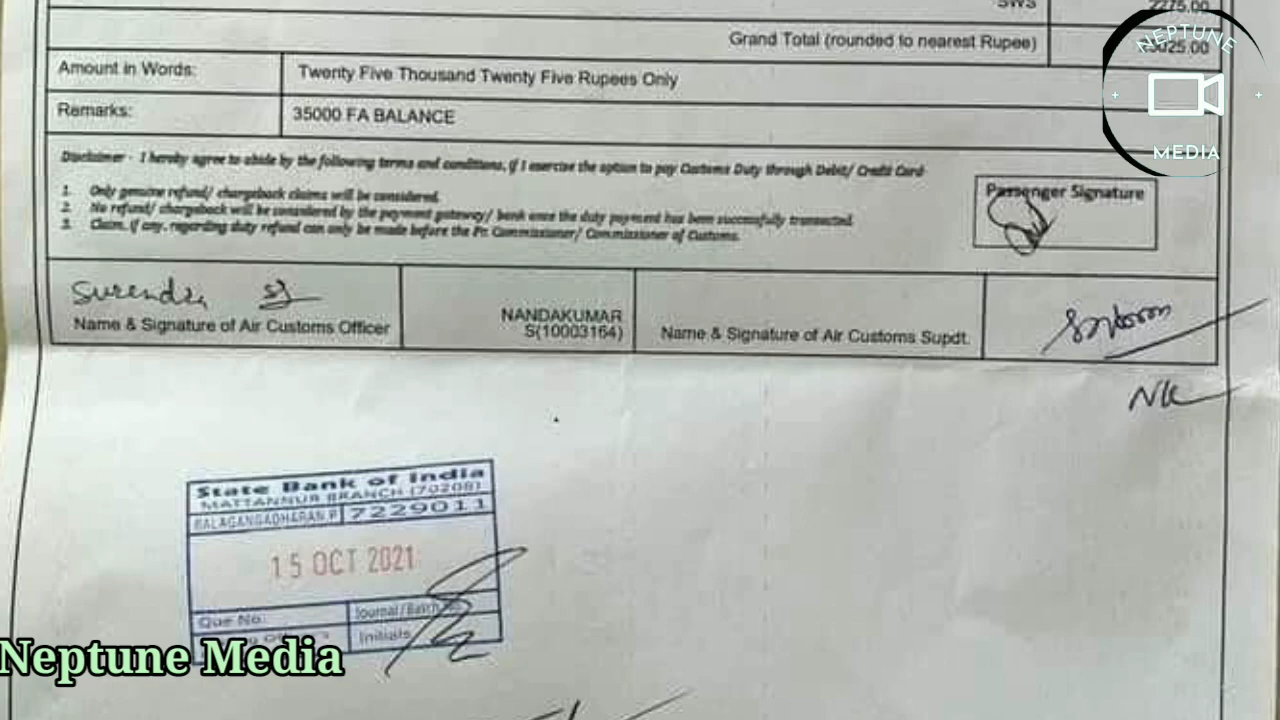 SWS 2275.00
Grand Total (rounded to nearest Rupee) 25025.00
Amount in Words: Twenty Five Thousand Twenty Five Rupees Only
Remarks: 35000 FA BALANCE
Disclaimer - I hereby agree to abide by the following terms and conditions, if I exercise the option to pay Customs Duty through Debit/ Credit Card
1. Only genuine refund/ chargeback claims will be considered.
2. No refund/ chargeback will be considered by the payment gateway/ bank once the duty payment has been successfully transacted.
3. Claim, if any, regarding duty refund can only be made before the Pr. Commissioner/ Commissioner of Customs.
Passenger Signature
Surendra
Name & Signature of Air Customs Officer
NANDAKUMAR
S(10003164)
Name & Signature of Air Customs Supdt.
NK
State Bank of India
MATTANNUR BRANCH (70208)
BALAGANGADHARAN P 7229011
15 OCT 2021
Que No:
Journal/Batch No.
Initials
NEPTUNE
MEDIA
Neptune Media